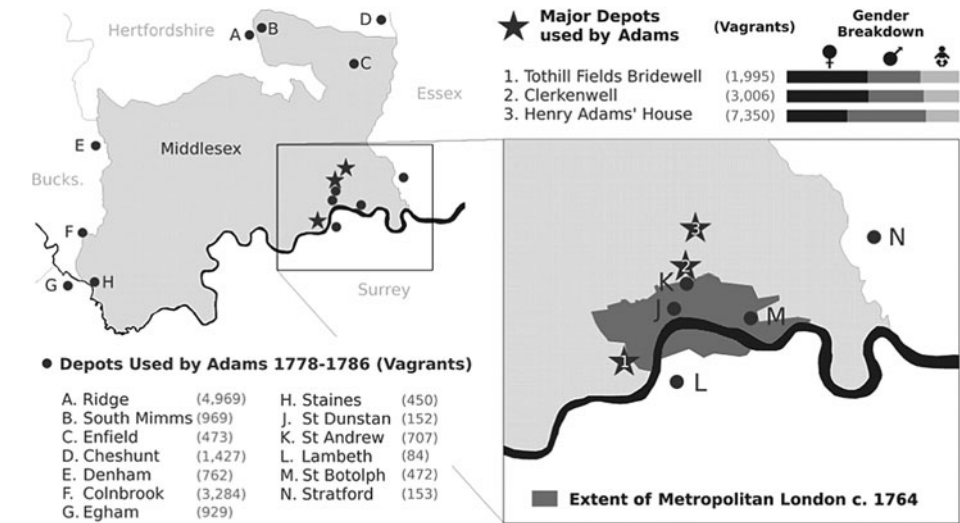 Hertfordshire
A
B
D
C
Essex
E
Middlesex
Bucks.
F
G
H
Surrey
Major Depots
used by Adams
(Vagrants)
Gender
Breakdown
1. Tothill Fields Bridewell (1,995)
2. Clerkenwell (3,006)
3. Henry Adams' House (7,350)
3
N
2
K
J
M
1
L
Extent of Metropolitan London c. 1764
Depots Used by Adams 1778-1786 (Vagrants)
A. Ridge (4,969)
B. South Mimms (969)
C. Enfield (473)
D. Cheshunt (1,427)
E. Denham (762)
F. Colnbrook (3,284)
G. Egham (929)
H. Staines (450)
J. St Dunstan (152)
K. St Andrew (707)
L. Lambeth (84)
M. St Botolph (472)
N. Stratford (153)